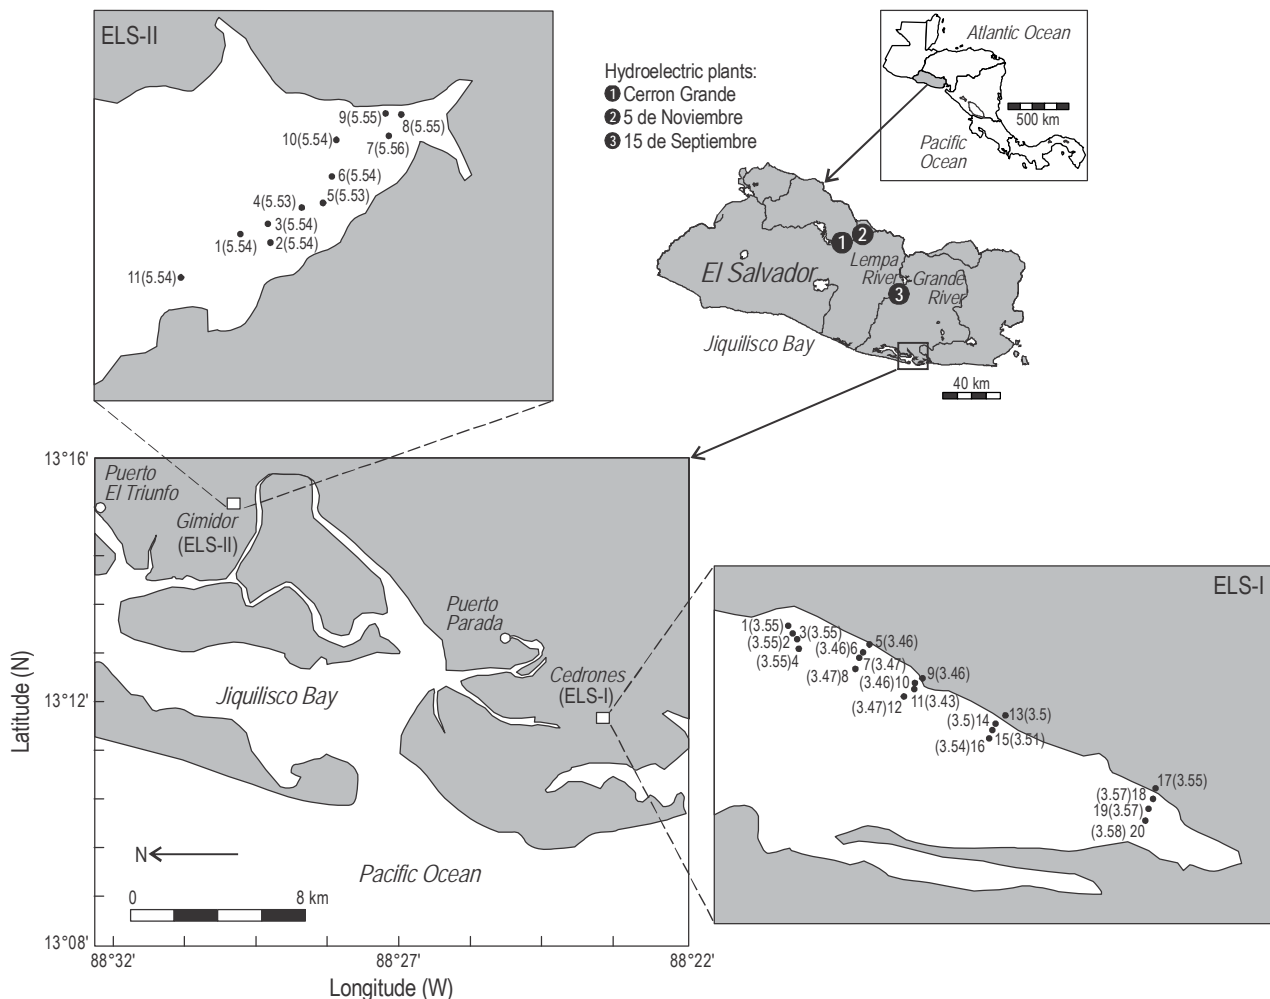 ELS-II
9(5.55)
8(5.55)
10(5.54)
7(5.56)
6(5.54)
4(5.53)
5(5.53)
3(5.54)
1(5.54)
2(5.54)
11(5.54)
Hydroelectric plants:
1 Cerron Grande
2 5 de Noviembre
3 15 de Septiembre
Atlantic Ocean
500 km
Pacific
Ocean
1
2
El Salvador
Lempa
River
3
Grande
River
Jiquilisco Bay
40 km
13°16'
Puerto
El Triunfo
Gimidor
(ELS-II)
Puerto
Parada
Cedrones
(ELS-I)
13°12'
Jiquilisco Bay
Latitude (N)
N
Pacific Ocean
0
8 km
13°08'
88°32'
88°27'
88°22'
Longitude (W)
ELS-I
1(3.55)
(3.55)2
3(3.55)
(3.55)4
5(3.46)
(3.46)6
7(3.47)
(3.47)8
9(3.46)
(3.46)10
11(3.43)
(3.47)12
13(3.5)
(3.5)14
15(3.51)
(3.54)16
17(3.55)
(3.57)18
19(3.57)
(3.58) 20